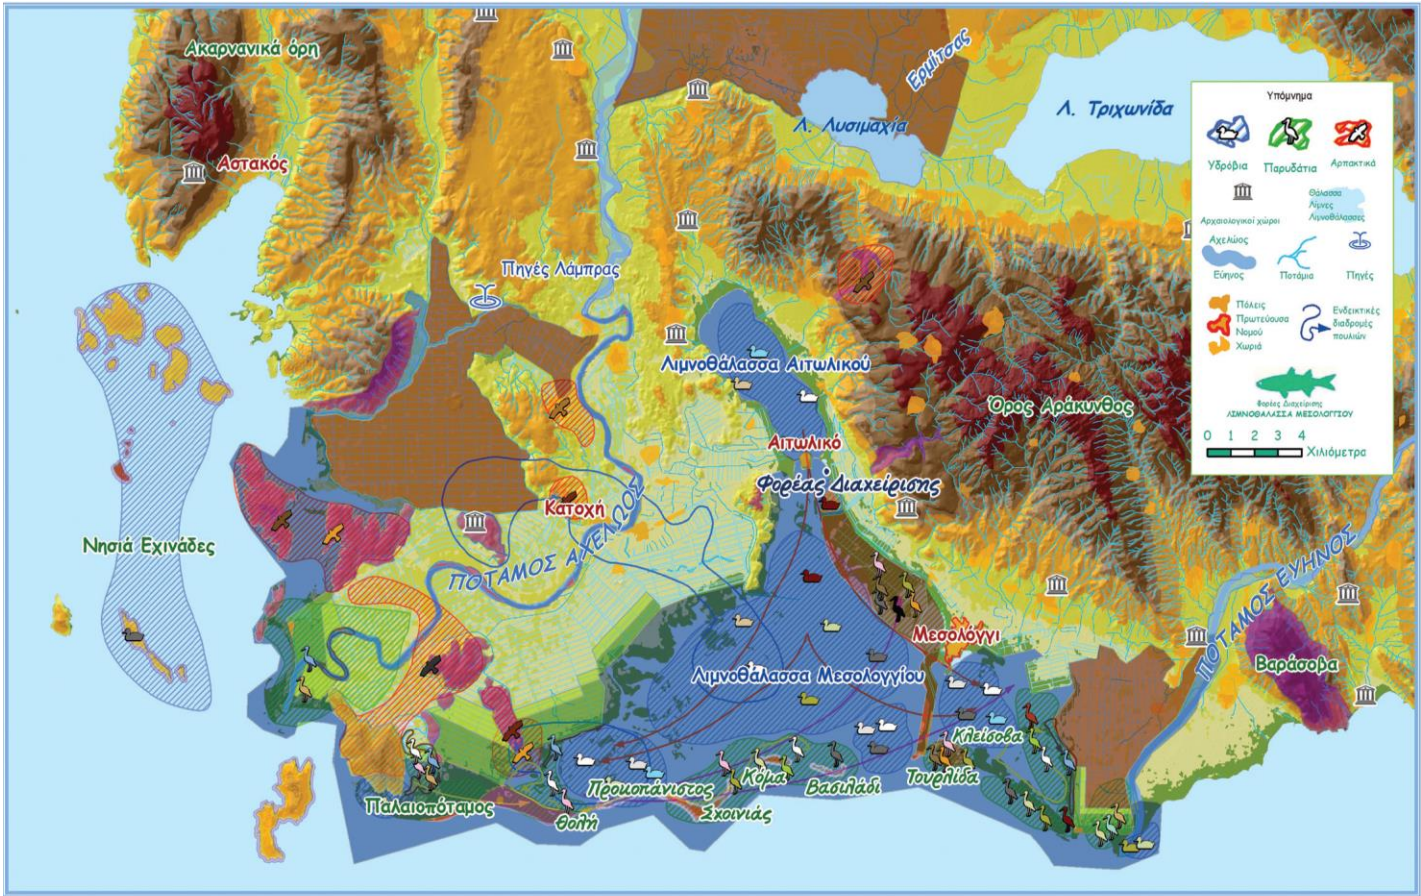 Ακαρνανικά όρη
Αστακός
Ερμίτσας
Λ. Λυσιμαχία
Λ. Τριχωνίδα
Υπόμνημα
Υδρόβια
Παρυδάτια
Αρπακτικά
Αρχαιολογικοί χώροι
Θάλασσα
Λίμνες
Λιμνοθάλασσες
Αχελώος
Εύηνος
Ποτόμια
Πηγές
Πόλεις
Πρωτεύουσα
Νομού
Χωριά
Ενδεικτικές
διαδρομές
πουλιών
Φορέας Διαχείρισης
ΛΙΜΝΟΘΑΛΑΣΣΑ ΜΕΣΟΛΟΓΓΙΟΥ
0 1 2 3 4
Χιλιόμετρα
Πηγές Λάμπρας
Λιμνοθάλασσα Αιτωλικού
Όρος Αράκυνθος
Αιτωλικό
Φορέας Διαχείρισης
Κατοχή
Νησιά Εχινάδες
ΠΟΤΑΜΟΣ ΑΧΕΛΩΟΣ
ΠΟΤΑΜΟΣ ΕΥΗΝΟΣ
Μεσολόγγι
Βαράσοβα
Λιμνοθάλασσα Μεσολογγίου
Κλείσοβα
Παλαιοπόταμος
Θολή
Προκοπάνιστος
Σχοινιάς
Κόμα
Βασιλάδι
Τουρλίδα